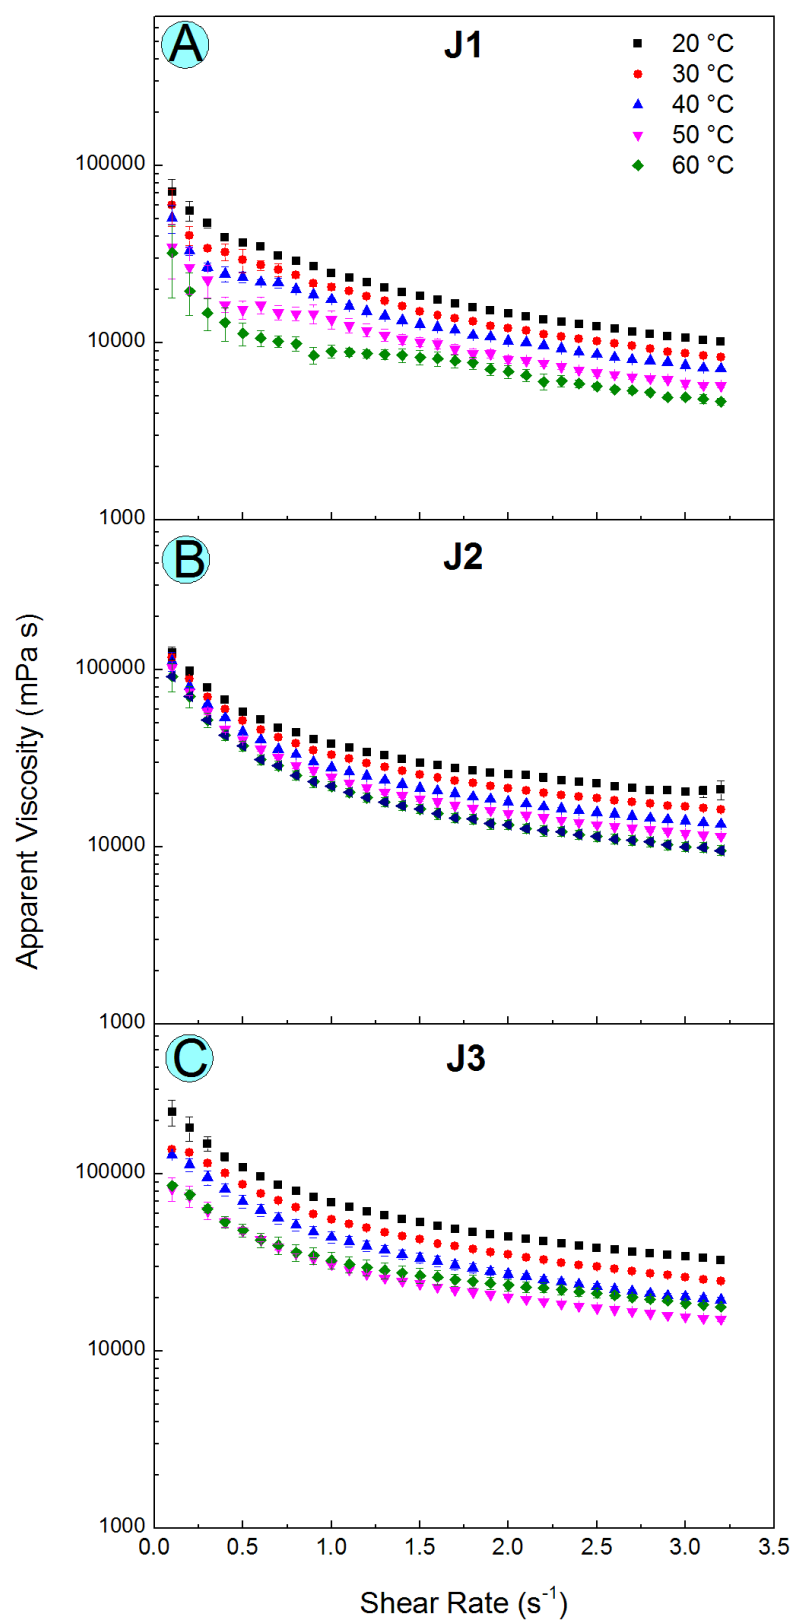 A
J1
20 °C
30 °C
40 °C
50 °C
60 °C
100000
10000
1000
B
J2
100000
10000
1000
C
J3
100000
10000
1000
0.0 0.5 1.0 1.5 2.0 2.5 3.0 3.5
Apparent Viscosity (mPa s)
Shear Rate (s⁻¹)